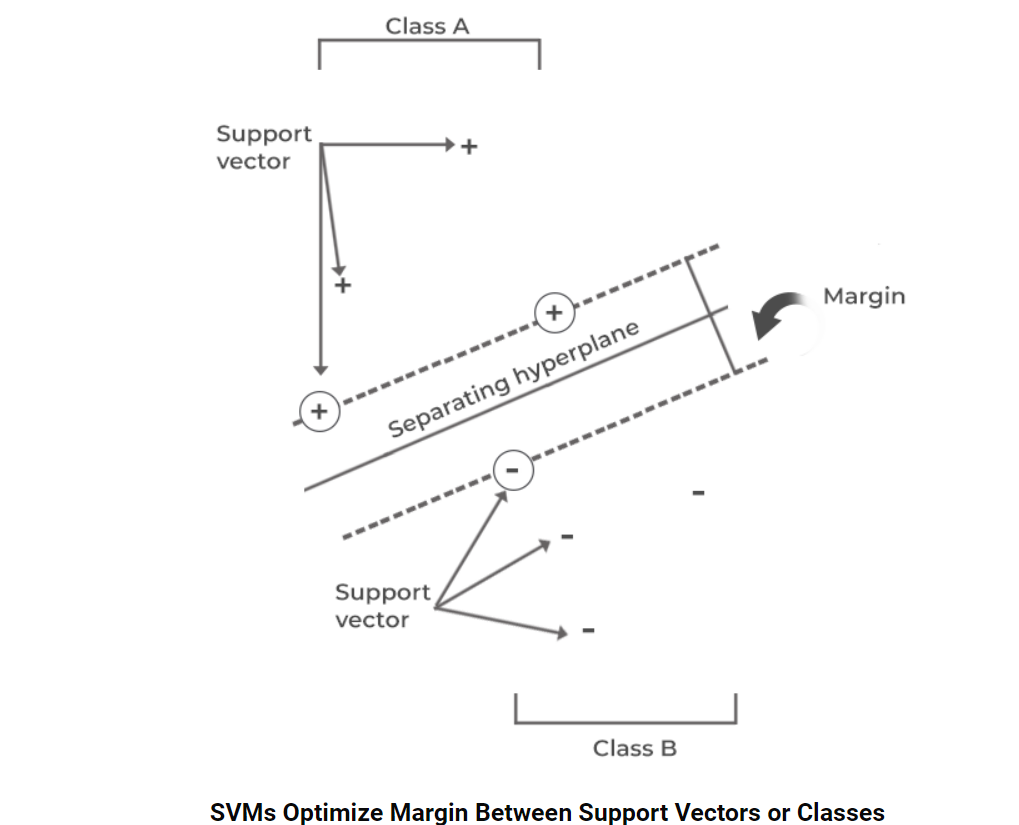 Class A
Support
vector
+
+
+
Margin
Separating hyperplane
+
-
-
-
Support
vector
-
Class B
SVMs Optimize Margin Between Support Vectors or Classes